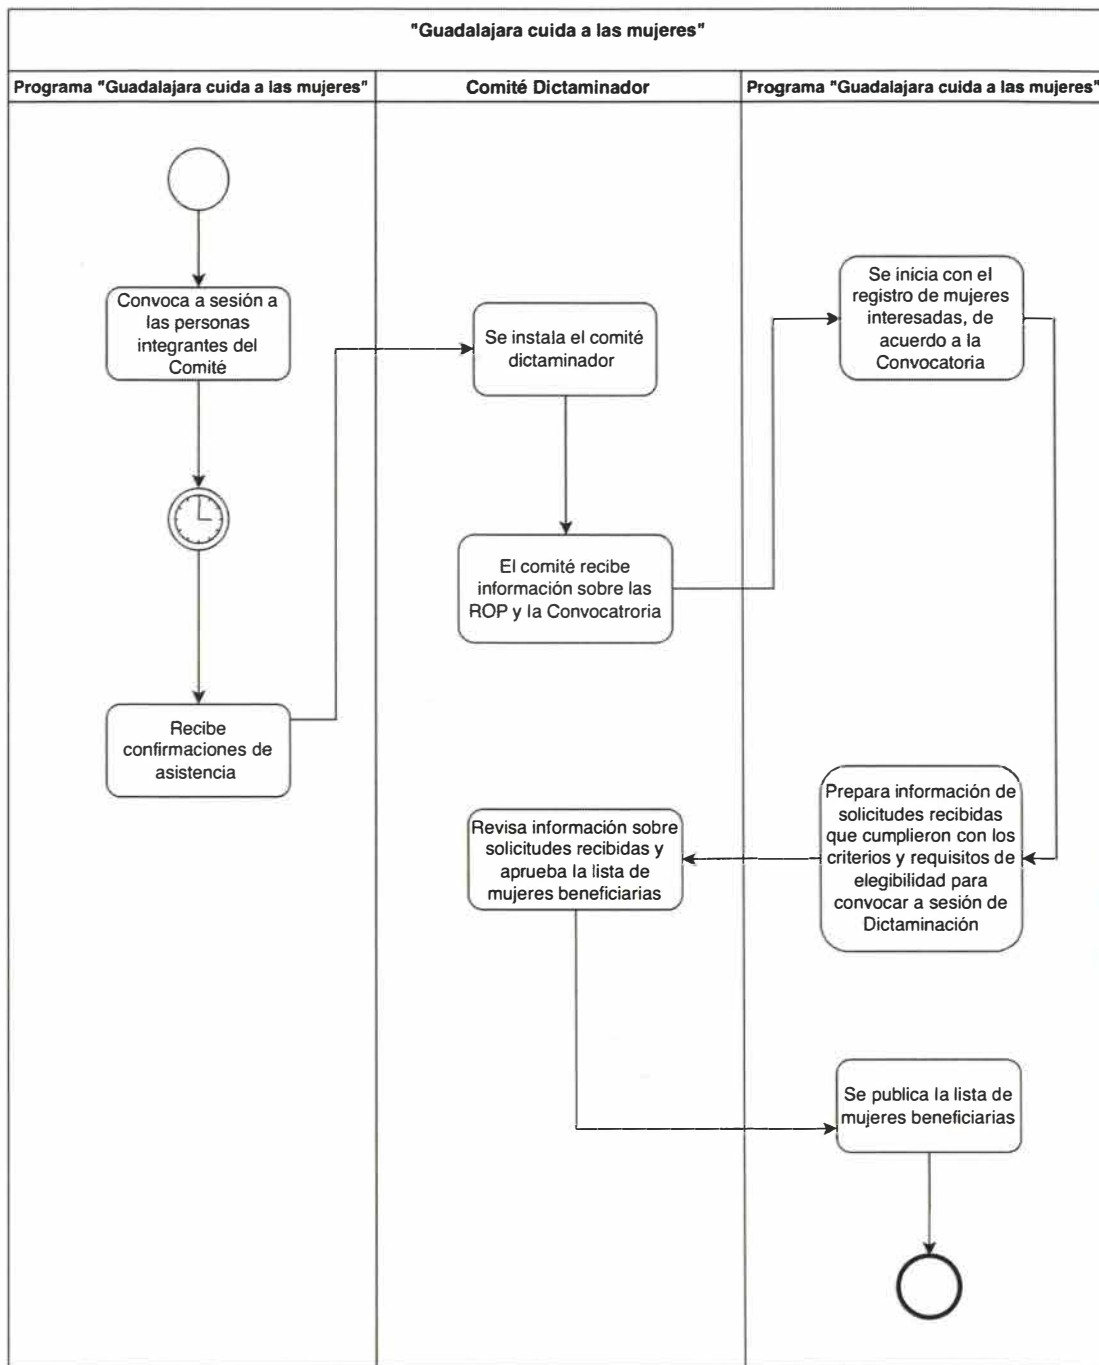 "Guadalajara cuida a las mujeres"
Programa "Guadalajara cuida a las mujeres"
Comité Dictaminador
Programa "Guadalajara cuida a las mujeres"
Convoca a sesión a
las personas
integrantes del
Comité
Recibe
confirmaciones de
asistencia
Se instala el comité
dictaminador
El comité recibe
información sobre las
ROP y la Convocatroria
Se inicia con el
registro de mujeres
interesadas, de
acuerdo a la
Convocatoria
Prepara información de
solicitudes recibidas
que cumplieron con los
criterios y requisitos de
elegibilidad para
convocar a sesión de
Dictaminación
Revisa información sobre
solicitudes recibidas y
aprueba la lista de
mujeres beneficiarias
Se publica la lista de
mujeres beneficiarias